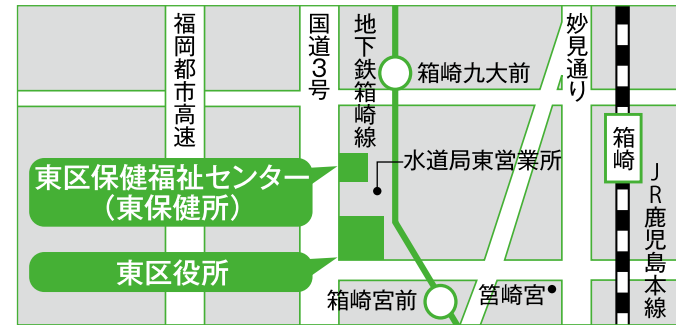 福岡都市高速
国道3号
地下鉄箱崎線
妙見通り
箱崎九大前
箱崎
水道局東営業所
東区保健福祉センター
（東保健所）
JR鹿児島本線
東区役所
箱崎宮前
筥崎宮